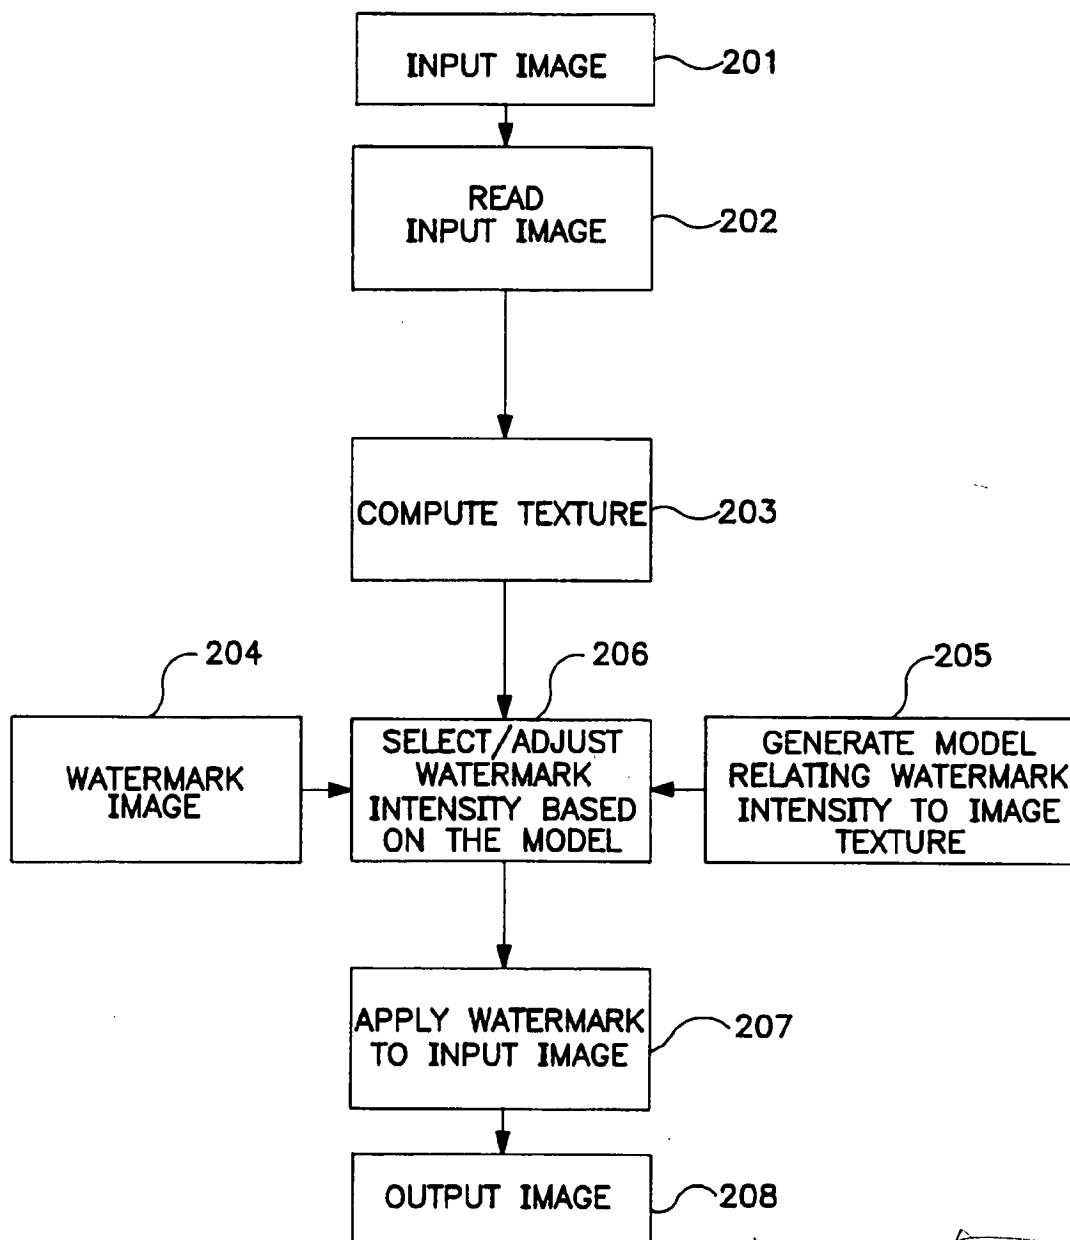 INPUT IMAGE
201
READ
INPUT IMAGE
202
COMPUTE TEXTURE
203
204
206
205
WATERMARK
IMAGE
SELECT/ADJUST
WATERMARK
INTENSITY BASED
ON THE MODEL
GENERATE MODEL
RELATING WATERMARK
INTENSITY TO IMAGE
TEXTURE
APPLY WATERMARK
TO INPUT IMAGE
207
OUTPUT IMAGE
208